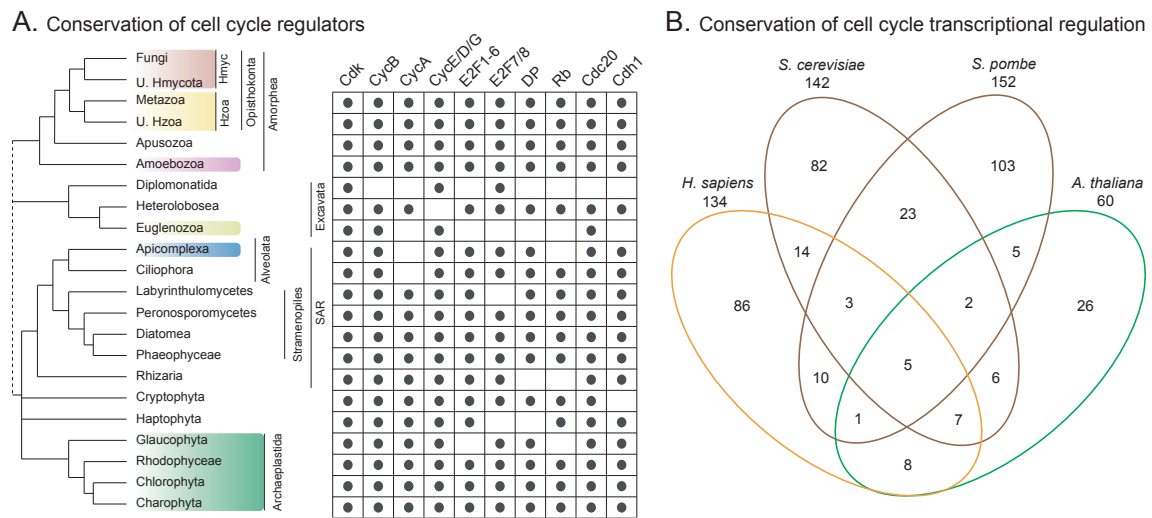 A. Conservation of cell cycle regulators
Fungi
U. Hmycota
Metazoa
U. Hzoa
Apusozoa
Amoebozoa
Diplomonatida
Heterolobosea
Euglenozoa
Apicomplexa
Ciliophora
Labyrinthulomycetes
Peronosporomycetes
Diatomea
Phaeophyceae
Rhizaria
Cryptophyta
Haptophyta
Glaucophyta
Rhodophyceae
Chlorophyta
Charophyta
Hmyc
Hzoa
Opisthokonta
Amorphea
Excavata
Alveolata
Stramenopiles
SAR
Archaeplastida
Cdk
CycB
CycA
CycE/D/G
E2F1-6
E2F7/8
DP
Rb
Cdc20
Cdh1
B. Conservation of cell cycle transcriptional regulation
S. cerevisiae
142
S. pombe
152
H. sapiens
134
A. thaliana
60
82
103
23
14
5
86
3
2
26
5
10
6
1
7
8